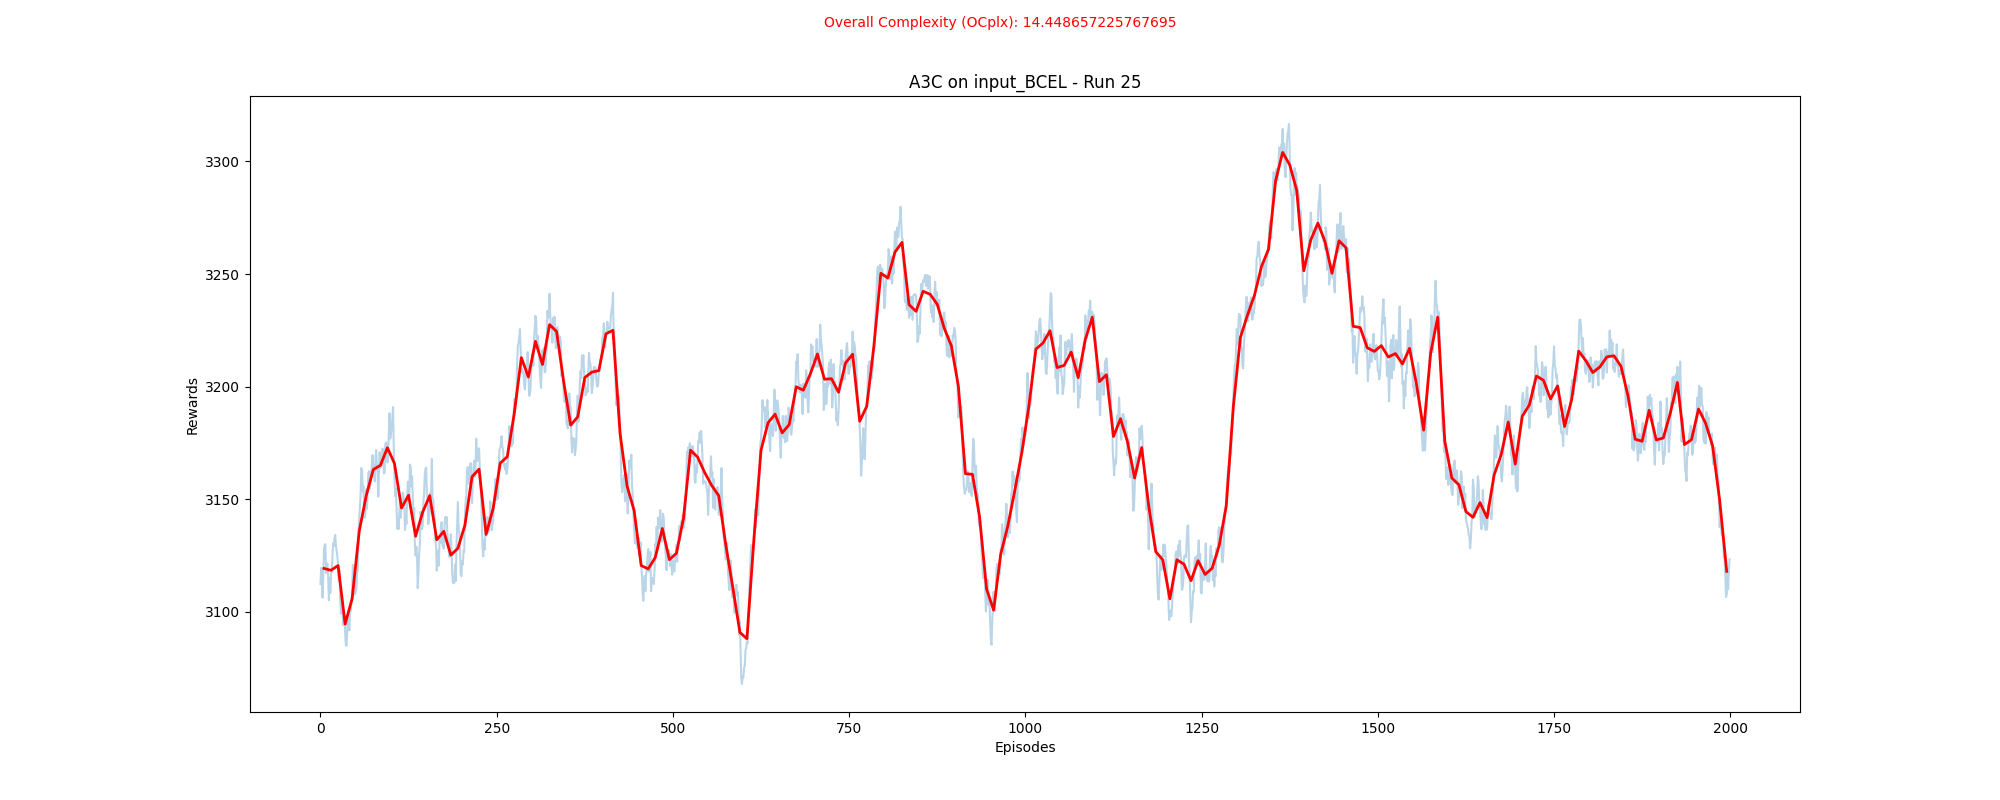 Overall Complexity (OCplx): 14.448657225767695
A3C on input_BCEL - Run 25
Rewards
3300
3250
3200
3150
3100
0 250 500 750 1000 1250 1500 1750 2000
Episodes